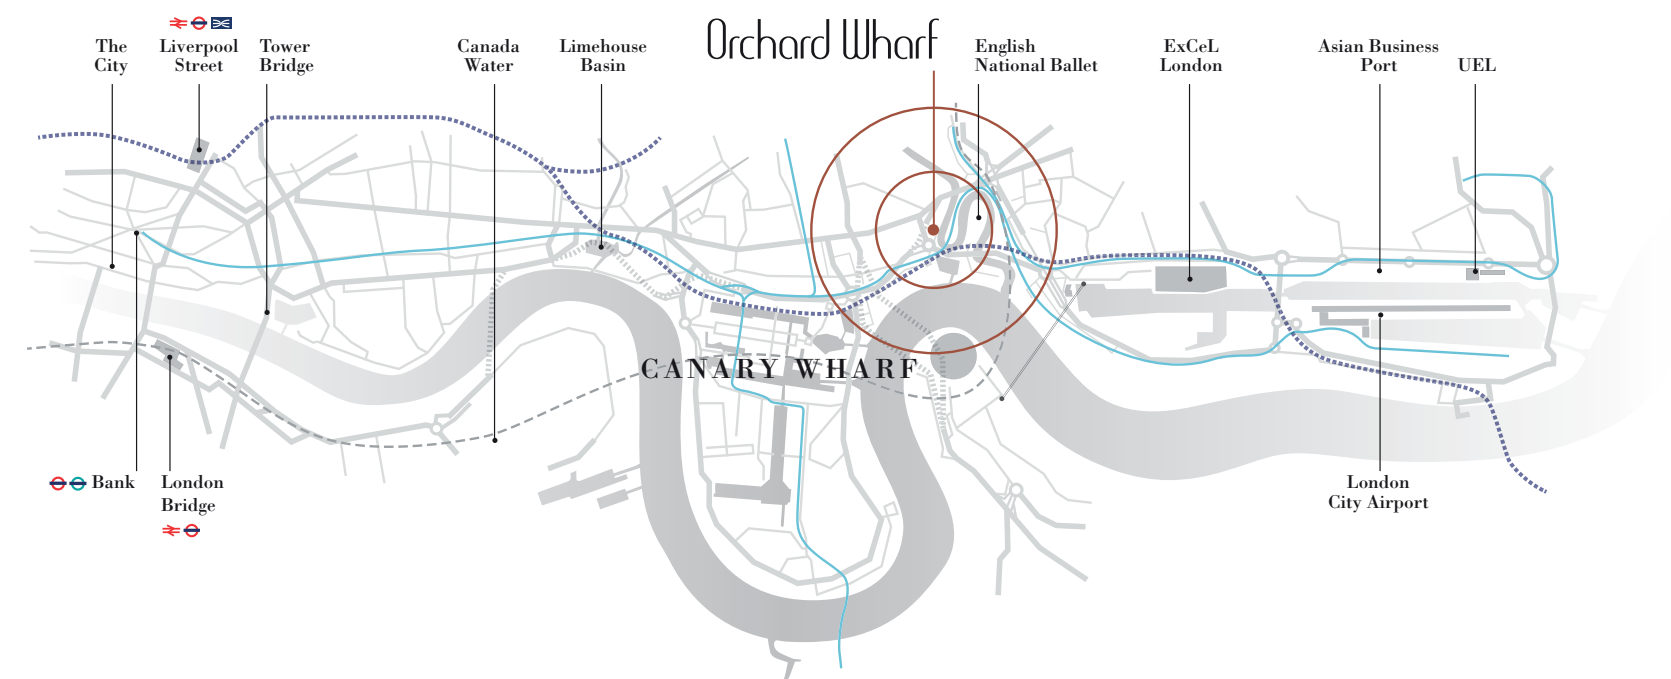 Orchard Wharf
The
City
Liverpool
Street
Tower
Bridge
Canada
Water
Limehouse
Basin
English
National Ballet
ExCeL
London
Asian Business
Port
UEL
CANARY WHARF
Bank
London
Bridge
London
City Airport